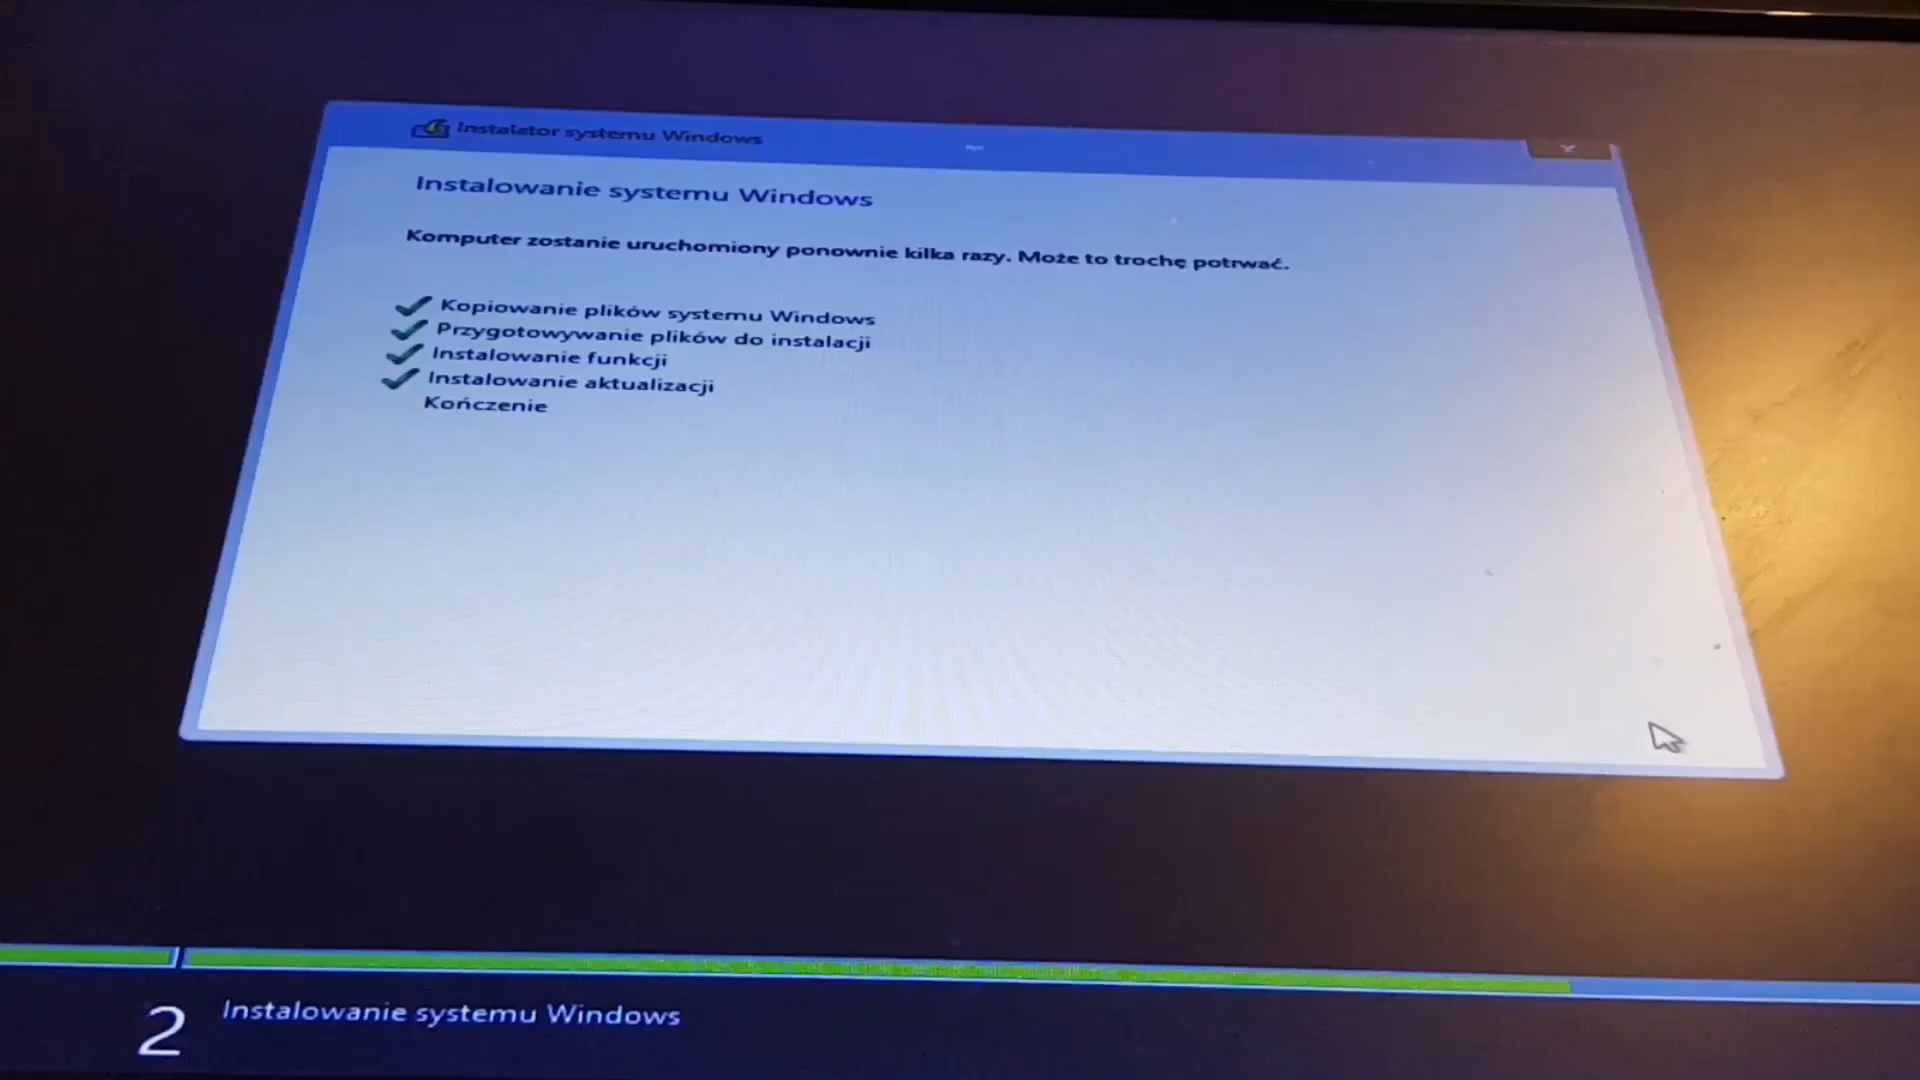 Instalator systemu Windows
Instalowanie systemu Windows
Komputer zostanie uruchomiony ponownie kilka razy. Może to trochę potrwać.
Kopiowanie plików systemu Windows
Przygotowywanie plików do instalacji
Instalowanie funkcji
Instalowanie aktualizacji
Kończenie
2 Instalowanie systemu Windows